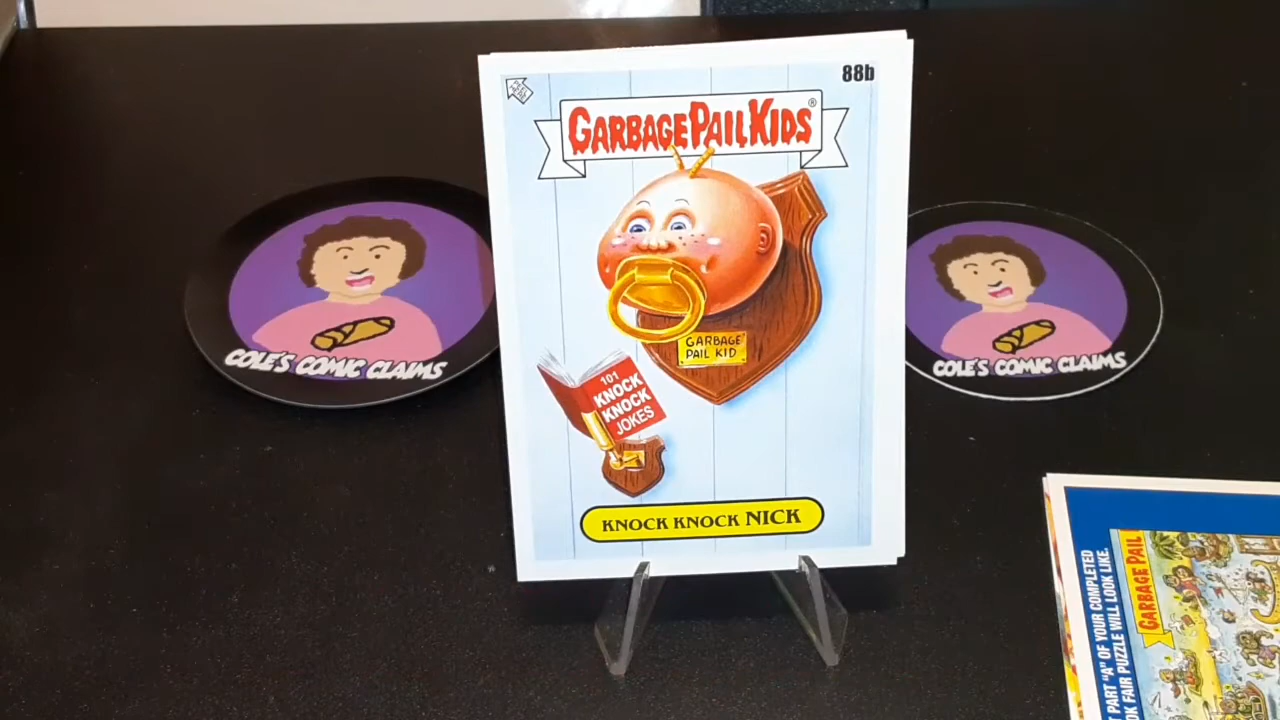 88b
GARBAGE PAIL KIDS®
GARBAGE
PAIL KID
101
KNOCK
KNOCK
JOKES
KNOCK KNOCK NICK
COLE'S COMIC CLAIMS
COLE'S COMIC CLAIMS
PART "A" OF YOUR COMPLETED
FAIR PUZZLE WILL LOOK LIKE.
GARBAGE PAIL